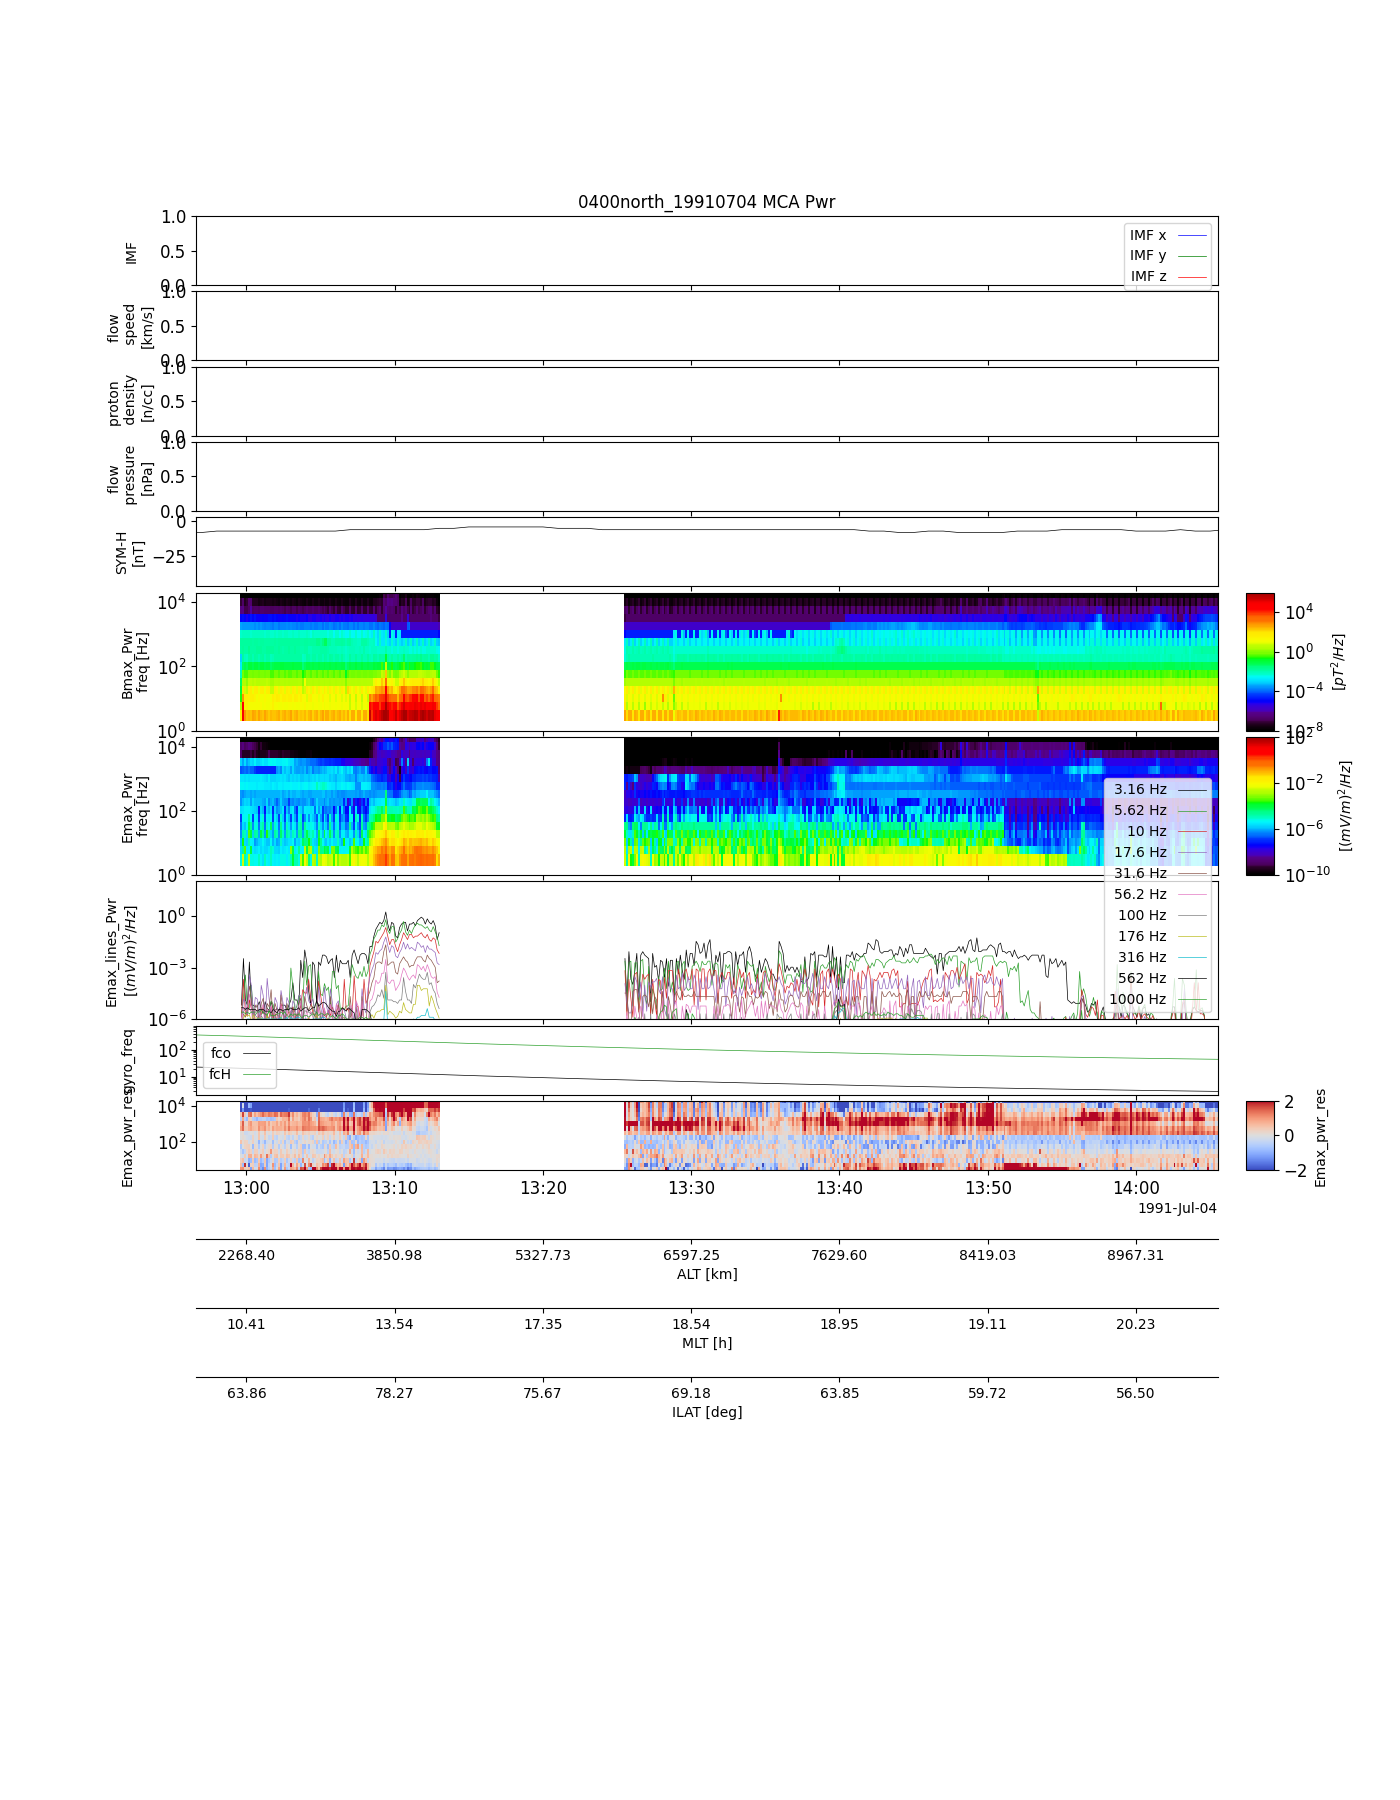 0400north_19910704 MCA Pwr
1.0
0.5
0.0
IMF
IMF x
IMF y
IMF z
1.0
0.5
0.0
flow
speed
[km/s]
1.0
0.5
0.0
proton
density
[n/cc]
1.0
0.5
0.0
flow
pressure
[nPa]
0
−25
SYM-H
[nT]
10^4
10^2
10^0
Bmax_Pwr
freq [Hz]
10^4
10^0
10^−4
10^−8
[pT^2/Hz]
10^4
10^2
10^0
Emax_Pwr
freq [Hz]
10^2
10^−2
10^−6
10^−10
[(mV/m)^2/Hz]
3.16 Hz
5.62 Hz
10 Hz
17.6 Hz
31.6 Hz
56.2 Hz
100 Hz
176 Hz
316 Hz
562 Hz
1000 Hz
10^0
10^−3
10^−6
Emax_lines_Pwr
[(mV/m)^2/Hz]
10^2
10^1
gyro_freq
fco
fcH
10^4
10^2
Emax_pwr_res
2
0
−2
Emax_pwr_res
13:00 13:10 13:20 13:30 13:40 13:50 14:00
1991-Jul-04
2268.40 3850.98 5327.73 6597.25 7629.60 8419.03 8967.31
ALT [km]
10.41 13.54 17.35 18.54 18.95 19.11 20.23
MLT [h]
63.86 78.27 75.67 69.18 63.85 59.72 56.50
ILAT [deg]